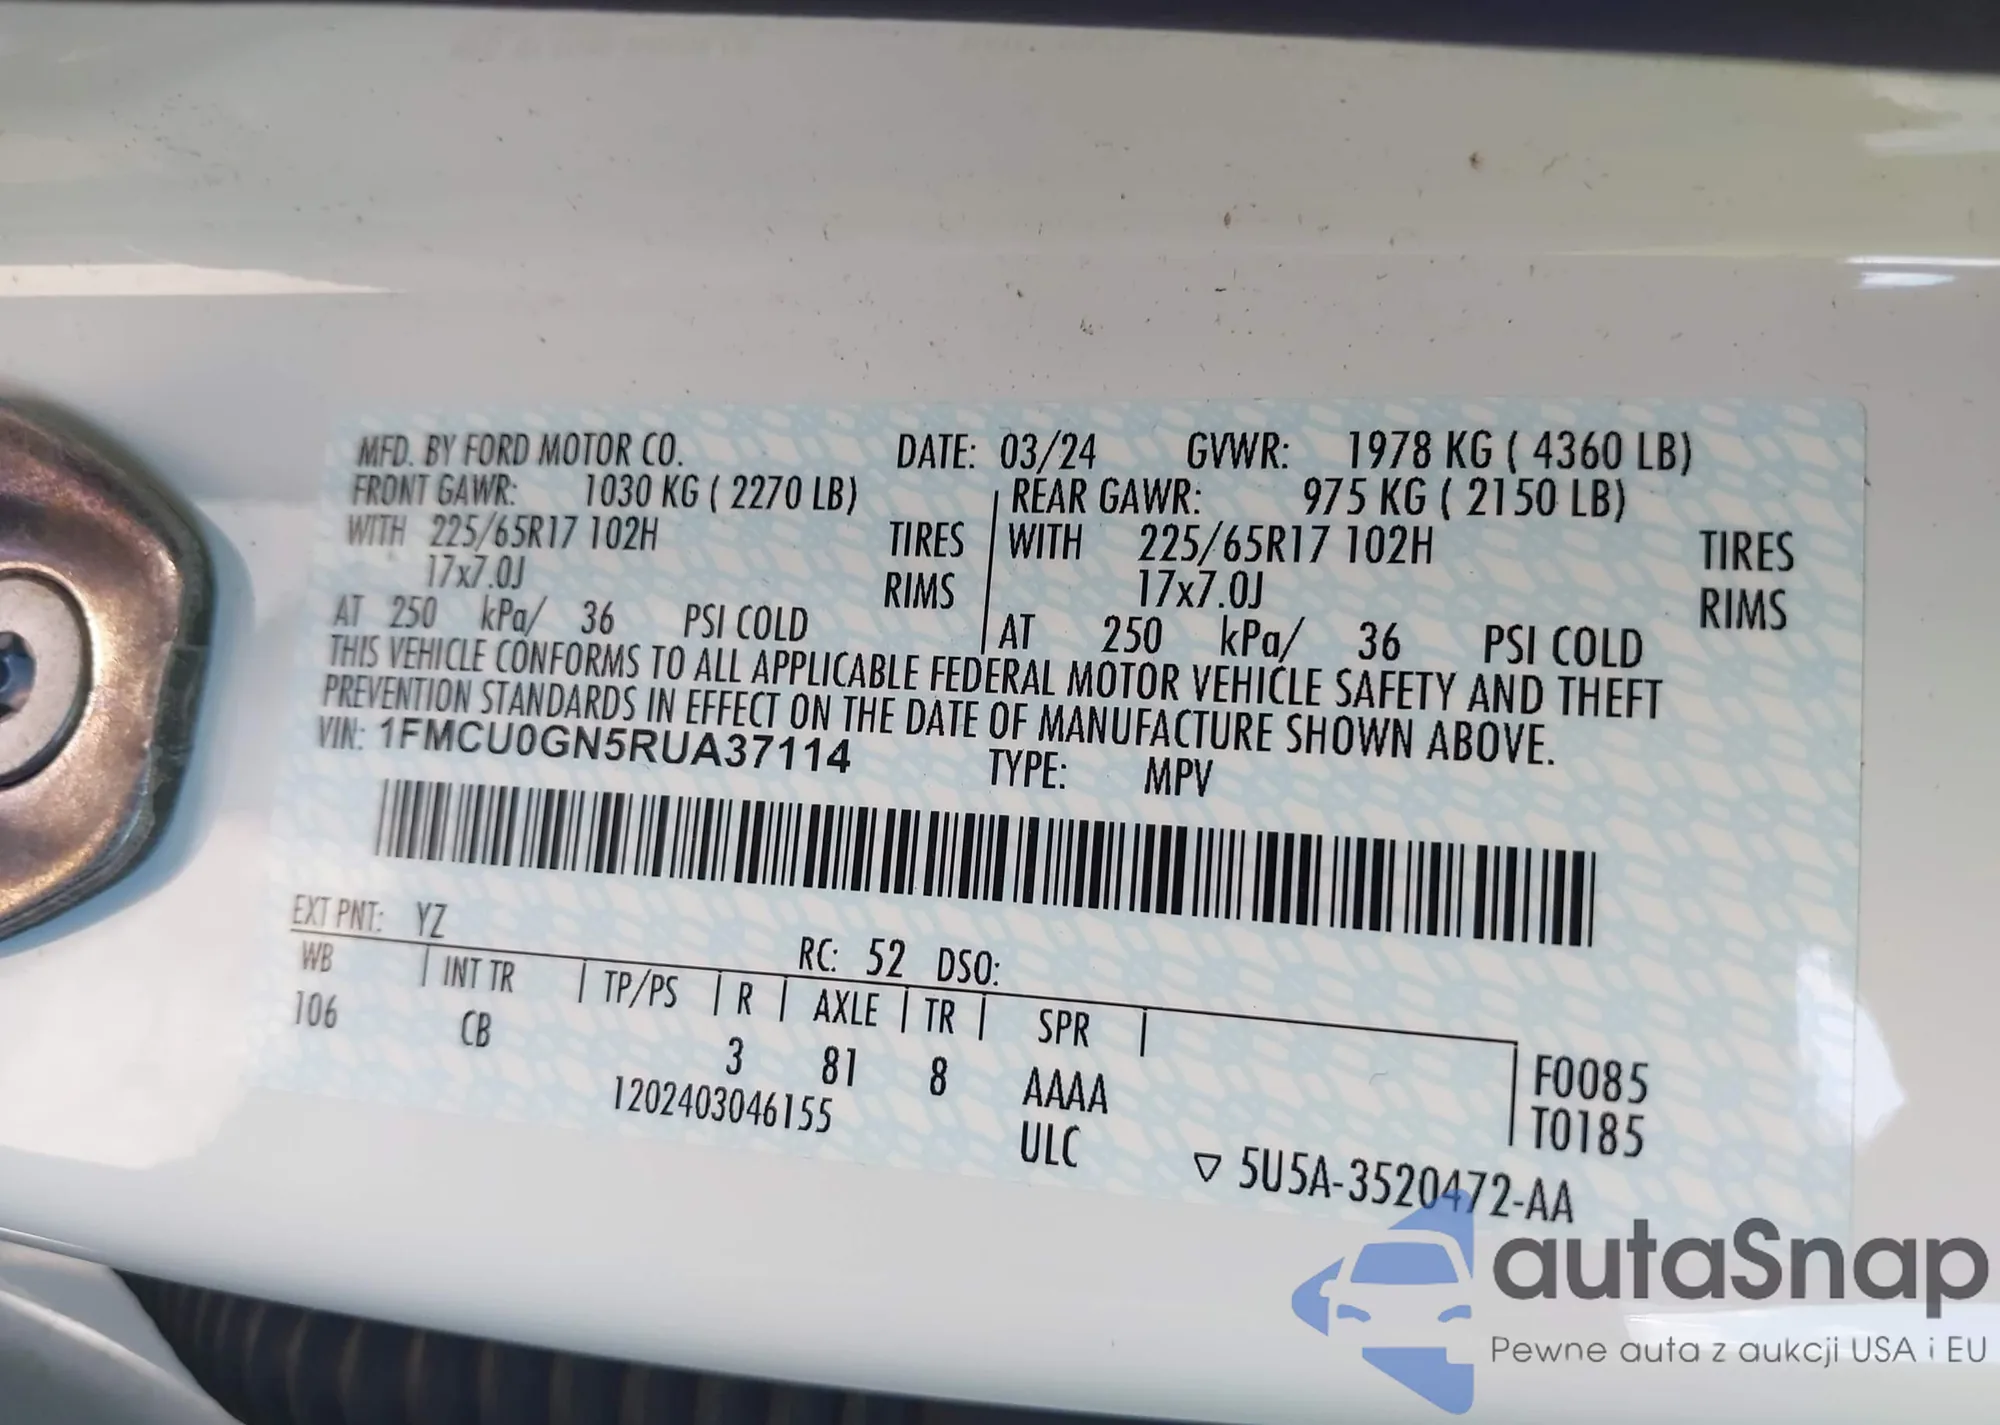 MFD. BY FORD MOTOR CO. DATE: 03/24 GVWR: 1978 KG ( 4360 LB)
FRONT GAWR: 1030 KG ( 2270 LB) REAR GAWR: 975 KG ( 2150 LB)
WITH 225/65R17 102H TIRES WITH 225/65R17 102H TIRES
17x7.0J RIMS 17x7.0J RIMS
AT 250 kPa/ 36 PSI COLD AT 250 kPa/ 36 PSI COLD
THIS VEHICLE CONFORMS TO ALL APPLICABLE FEDERAL MOTOR VEHICLE SAFETY AND THEFT
PREVENTION STANDARDS IN EFFECT ON THE DATE OF MANUFACTURE SHOWN ABOVE.
VIN: 1FMCU0GN5RUA37114 TYPE: MPV
EXT PNT: YZ RC: 52 DSO:
WB INT TR TP/PS R AXLE TR SPR
106 CB 3 81 8 AAAA F0085
1202403046155 ULC T0185
▽ 5U5A-3520472-AA
autaSnap
Pewne auta z aukcji USA i EU